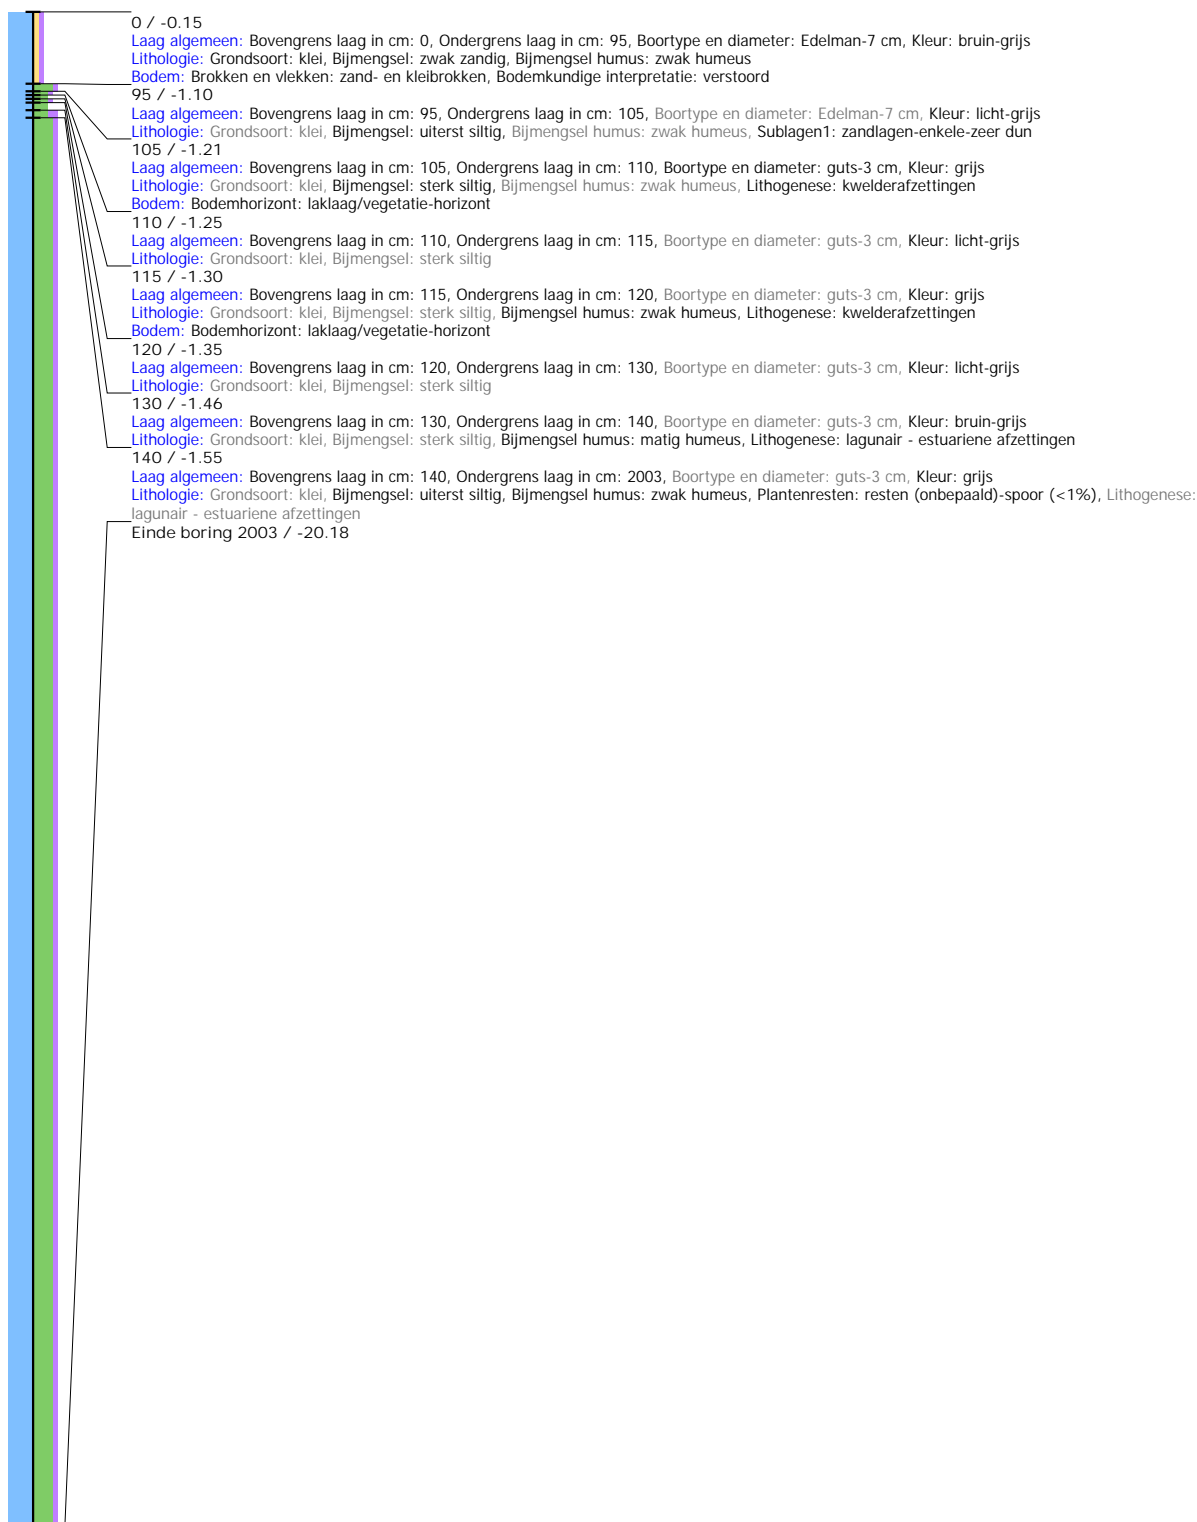 0 / -0.15
Laag algemeen: Bovengrens laag in cm: 0, Ondergrens laag in cm: 95, Boortype en diameter: Edelman-7 cm, Kleur: bruin-grijs
Lithologie: Grondsoort: klei, Bijmengsel: zwak zandig, Bijmengsel humus: zwak humeus
Bodem: Brokken en vlekken: zand- en kleibrokken, Bodemkundige interpretatie: verstoord
95 / -1.10
Laag algemeen: Bovengrens laag in cm: 95, Ondergrens laag in cm: 105, Boortype en diameter: Edelman-7 cm, Kleur: licht-grijs
Lithologie: Grondsoort: klei, Bijmengsel: uiterst siltig, Bijmengsel humus: zwak humeus, Sublagen1: zandlagen-enkele-zeer dun
105 / -1.21
Laag algemeen: Bovengrens laag in cm: 105, Ondergrens laag in cm: 110, Boortype en diameter: guts-3 cm, Kleur: grijs
Lithologie: Grondsoort: klei, Bijmengsel: sterk siltig, Bijmengsel humus: zwak humeus, Lithogenese: kwelderafzettingen
Bodem: Bodemhorizont: laklaag/vegetatie-horizont
110 / -1.25
Laag algemeen: Bovengrens laag in cm: 110, Ondergrens laag in cm: 115, Boortype en diameter: guts-3 cm, Kleur: licht-grijs
Lithologie: Grondsoort: klei, Bijmengsel: sterk siltig
115 / -1.30
Laag algemeen: Bovengrens laag in cm: 115, Ondergrens laag in cm: 120, Boortype en diameter: guts-3 cm, Kleur: grijs
Lithologie: Grondsoort: klei, Bijmengsel: sterk siltig, Bijmengsel humus: zwak humeus, Lithogenese: kwelderafzettingen
Bodem: Bodemhorizont: laklaag/vegetatie-horizont
120 / -1.35
Laag algemeen: Bovengrens laag in cm: 120, Ondergrens laag in cm: 130, Boortype en diameter: guts-3 cm, Kleur: licht-grijs
Lithologie: Grondsoort: klei, Bijmengsel: sterk siltig
130 / -1.46
Laag algemeen: Bovengrens laag in cm: 130, Ondergrens laag in cm: 140, Boortype en diameter: guts-3 cm, Kleur: bruin-grijs
Lithologie: Grondsoort: klei, Bijmengsel: sterk siltig, Bijmengsel humus: matig humeus, Lithogenese: lagunair - estuariene afzettingen
140 / -1.55
Laag algemeen: Bovengrens laag in cm: 140, Ondergrens laag in cm: 2003, Boortype en diameter: guts-3 cm, Kleur: grijs
Lithologie: Grondsoort: klei, Bijmengsel: uiterst siltig, Bijmengsel humus: zwak humeus, Plantenresten: resten (onbepaald)-spoor (<1%), Lithogenese:
lagunair - estuariene afzettingen
Einde boring 2003 / -20.18